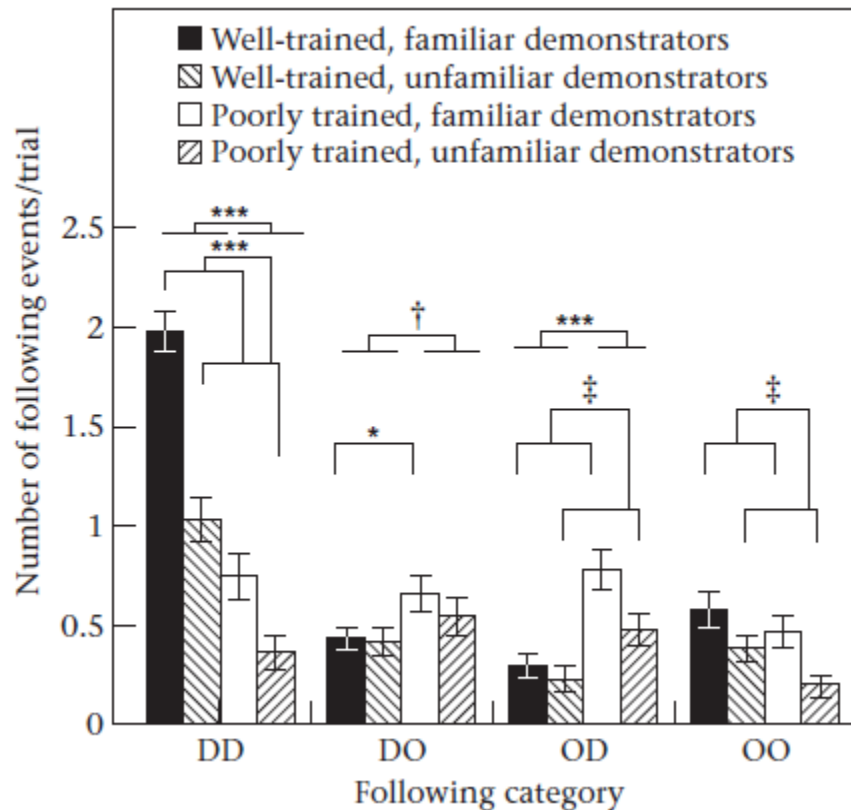 Well-trained, familiar demonstrators
Well-trained, unfamiliar demonstrators
Poorly trained, familiar demonstrators
Poorly trained, unfamiliar demonstrators
Number of following events/trial
2.5
2
1.5
1
0.5
0
***
***
†
*
***
‡
‡
DD
DO
OD
OO
Following category